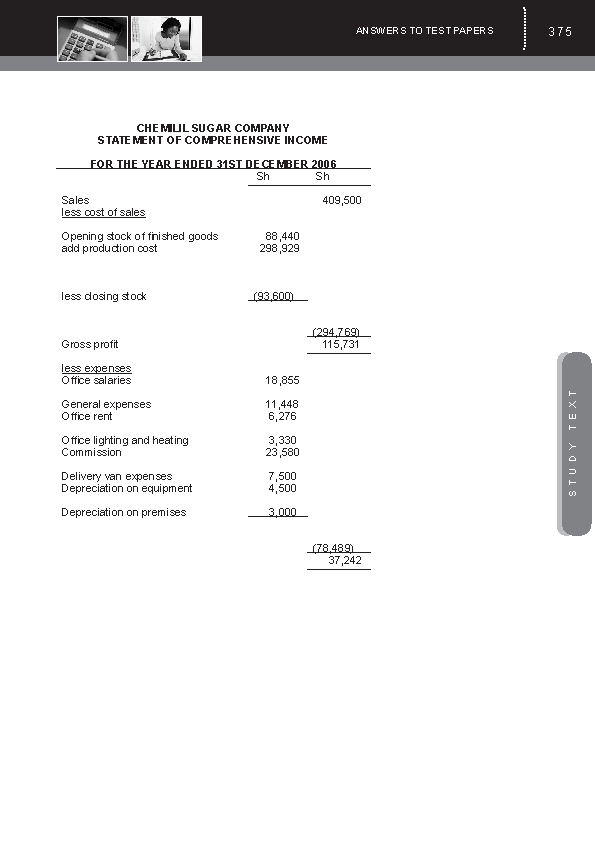 ANSWERS TO TEST PAPERS 375
CHEMILIL SUGAR COMPANY
STATEMENT OF COMPREHENSIVE INCOME
FOR THE YEAR ENDED 31ST DECEMBER 2006
Sh Sh
Sales 409,500
less cost of sales
Opening stock of finished goods 88,440
add production cost 298,929
less closing stock (93,600)
(294,769)
Gross profit 115,731
less expenses
Office salaries 18,855
General expenses 11,448
Office rent 6,276
Office lighting and heating 3,330
Commission 23,580
Delivery van expenses 7,500
Depreciation on equipment 4,500
Depreciation on premises 3,000
(78,489)
37,242
STUDY TEXT